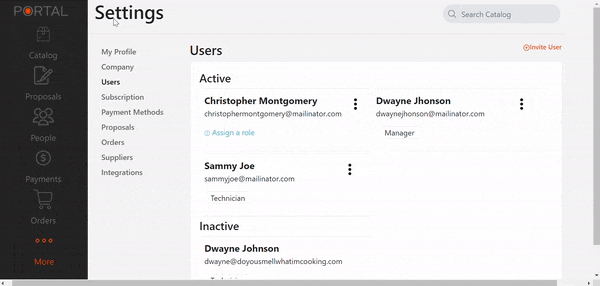 PORTAL
Settings
Search Catalog
Catalog
Proposals
People
Payments
Orders
More
My Profile
Company
Users
Subscription
Payment Methods
Proposals
Orders
Suppliers
Integrations
Users
Invite User
Active
Christopher Montgomery
christophermontgomery@mailinator.com
Assign a role
Dwayne Jhonson
dwaynejhonson@mailinator.com
Manager
Sammy Joe
sammyjoe@mailinator.com
Technician
Inactive
Dwayne Johnson
dwayne@doyousmellwhatimcooking.com